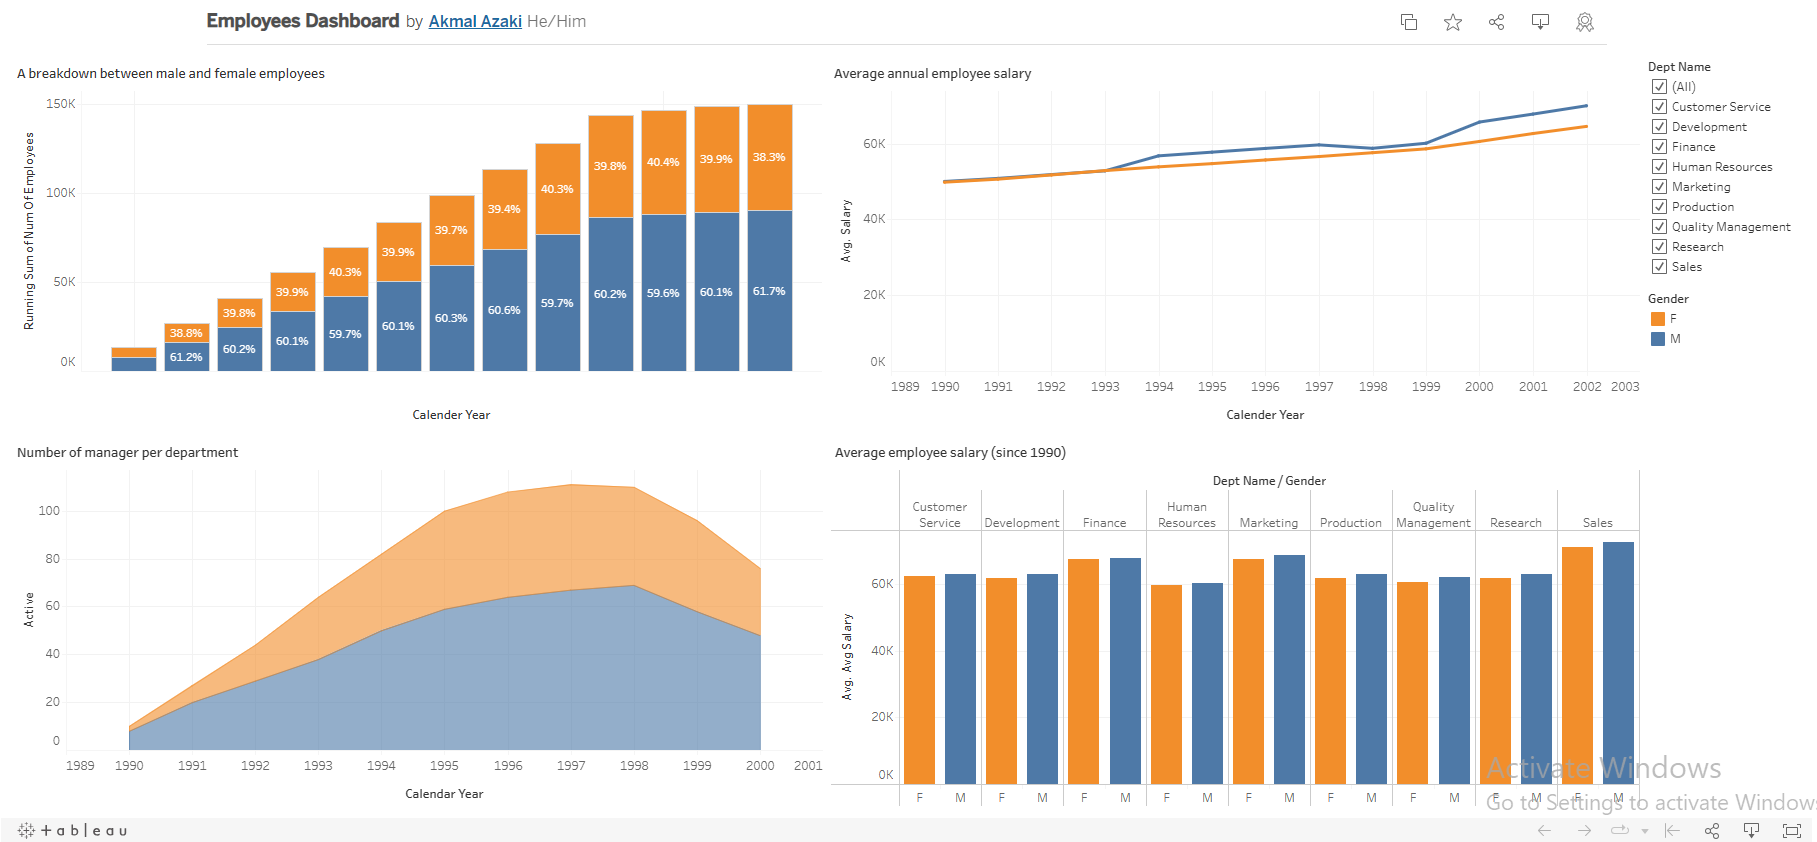 Employees Dashboard by Akmal Azaki He/Him
A breakdown between male and female employees
Running Sum of Num Of Employees
150K
100K
50K
0K
38.8%
61.2%
39.8%
60.2%
39.9%
60.1%
40.3%
59.7%
39.9%
60.1%
39.7%
60.3%
39.4%
60.6%
40.3%
59.7%
39.8%
60.2%
40.4%
59.6%
39.9%
60.1%
38.3%
61.7%
Calender Year
Average annual employee salary
Avg. Salary
60K
40K
20K
0K
1989 1990 1991 1992 1993 1994 1995 1996 1997 1998 1999 2000 2001 2002 2003
Calender Year
Dept Name
(All)
Customer Service
Development
Finance
Human Resources
Marketing
Production
Quality Management
Research
Sales
Gender
F
M
Number of manager per department
Active
100
80
60
40
20
0
1989 1990 1991 1992 1993 1994 1995 1996 1997 1998 1999 2000 2001
Calendar Year
Average employee salary (since 1990)
Dept Name / Gender
Customer Service
Development
Finance
Human Resources
Marketing
Production
Quality Management
Research
Sales
Avg. Avg Salary
60K
40K
20K
0K
F M F M F M F M F M F M F M F M F M
Activate Windows
Go to Settings to activate Windows
+ a b | e a u